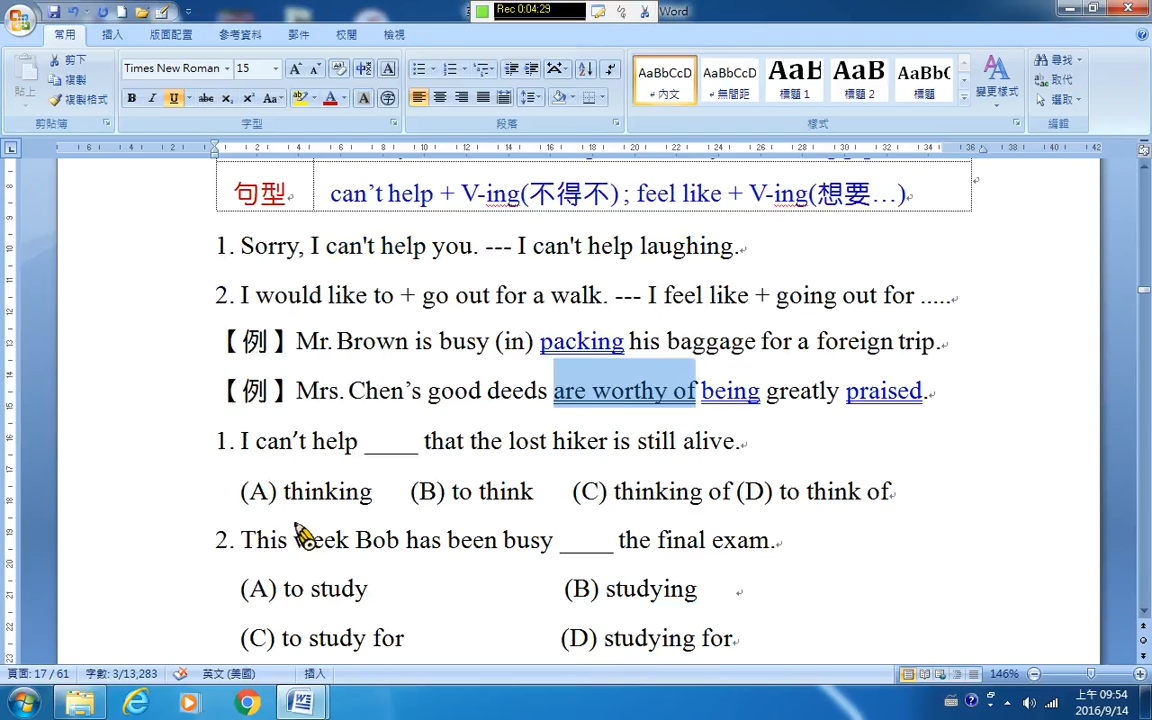 Rec 0:04:29
Word
常用 插入 版面配置 參考資料 郵件 校閱 檢視
剪下
複製
複製格式
貼上
Times New Roman 15
AaBbCcD AaBbCcD AaB AaB AaBbC
內文 無間距 標題 1 標題 2 標題
變更樣式
尋找
取代
選取
剪貼簿 字型 段落 樣式 編輯
句型 can’t help + V-ing(不得不) ; feel like + V-ing(想要…)
1. Sorry, I can't help you. --- I can't help laughing.
2. I would like to + go out for a walk. --- I feel like + going out for .....
【例】Mr. Brown is busy (in) packing his baggage for a foreign trip.
【例】Mrs. Chen’s good deeds are worthy of being greatly praised.
1. I can’t help ____ that the lost hiker is still alive.
(A) thinking (B) to think (C) thinking of (D) to think of
2. This week Bob has been busy ____ the final exam.
(A) to study (B) studying
(C) to study for (D) studying for
頁面: 17 / 61 字數: 3/13,283 英文 (美國) 插入 146%
上午 09:54
2016/9/14